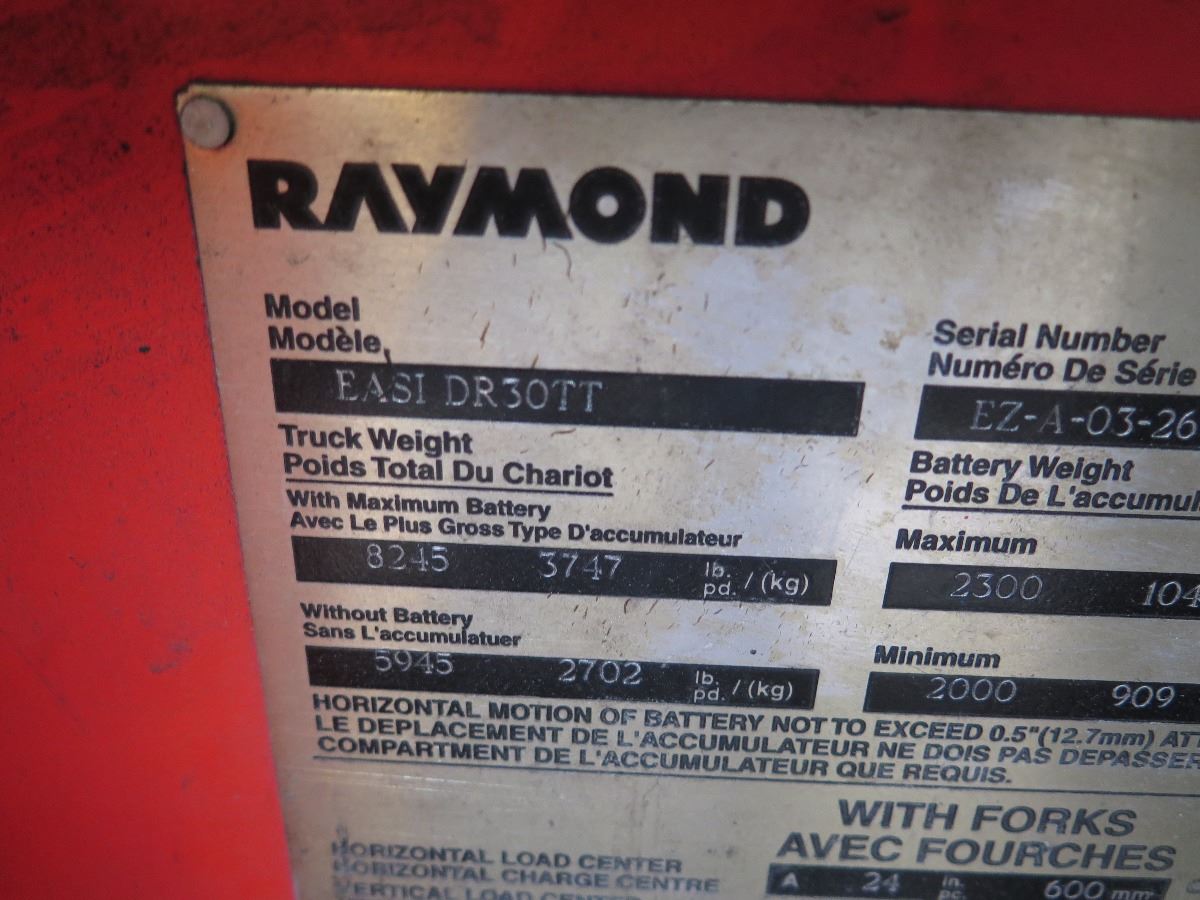 RAYMOND
Model
Modèle
EASI DR30TT
Serial Number
Numéro De Série
EZ-A-03-26
Truck Weight
Poids Total Du Chariot
With Maximum Battery
Avec Le Plus Gross Type D'accumulateur
8245 3747 lb. pd. / (kg)
Battery Weight
Poids De L'accumul
Maximum
2300 104
Without Battery
Sans L'accumulatuer
5945 2702 lb. pd. / (kg)
Minimum
2000 909
HORIZONTAL MOTION OF BATTERY NOT TO EXCEED 0.5"(12.7mm) ATT
LE DEPLACEMENT DE L'ACCUMULATEUR NE DOIS PAS DEPASSER
COMPARTMENT DE L'ACCUMULATEUR QUE REQUIS.
WITH FORKS
AVEC FOURCHES
HORIZONTAL LOAD CENTER
HORIZONTAL CHARGE CENTRE
VERTICAL LOAD CENTER
A 24 in. pc. 600 mm